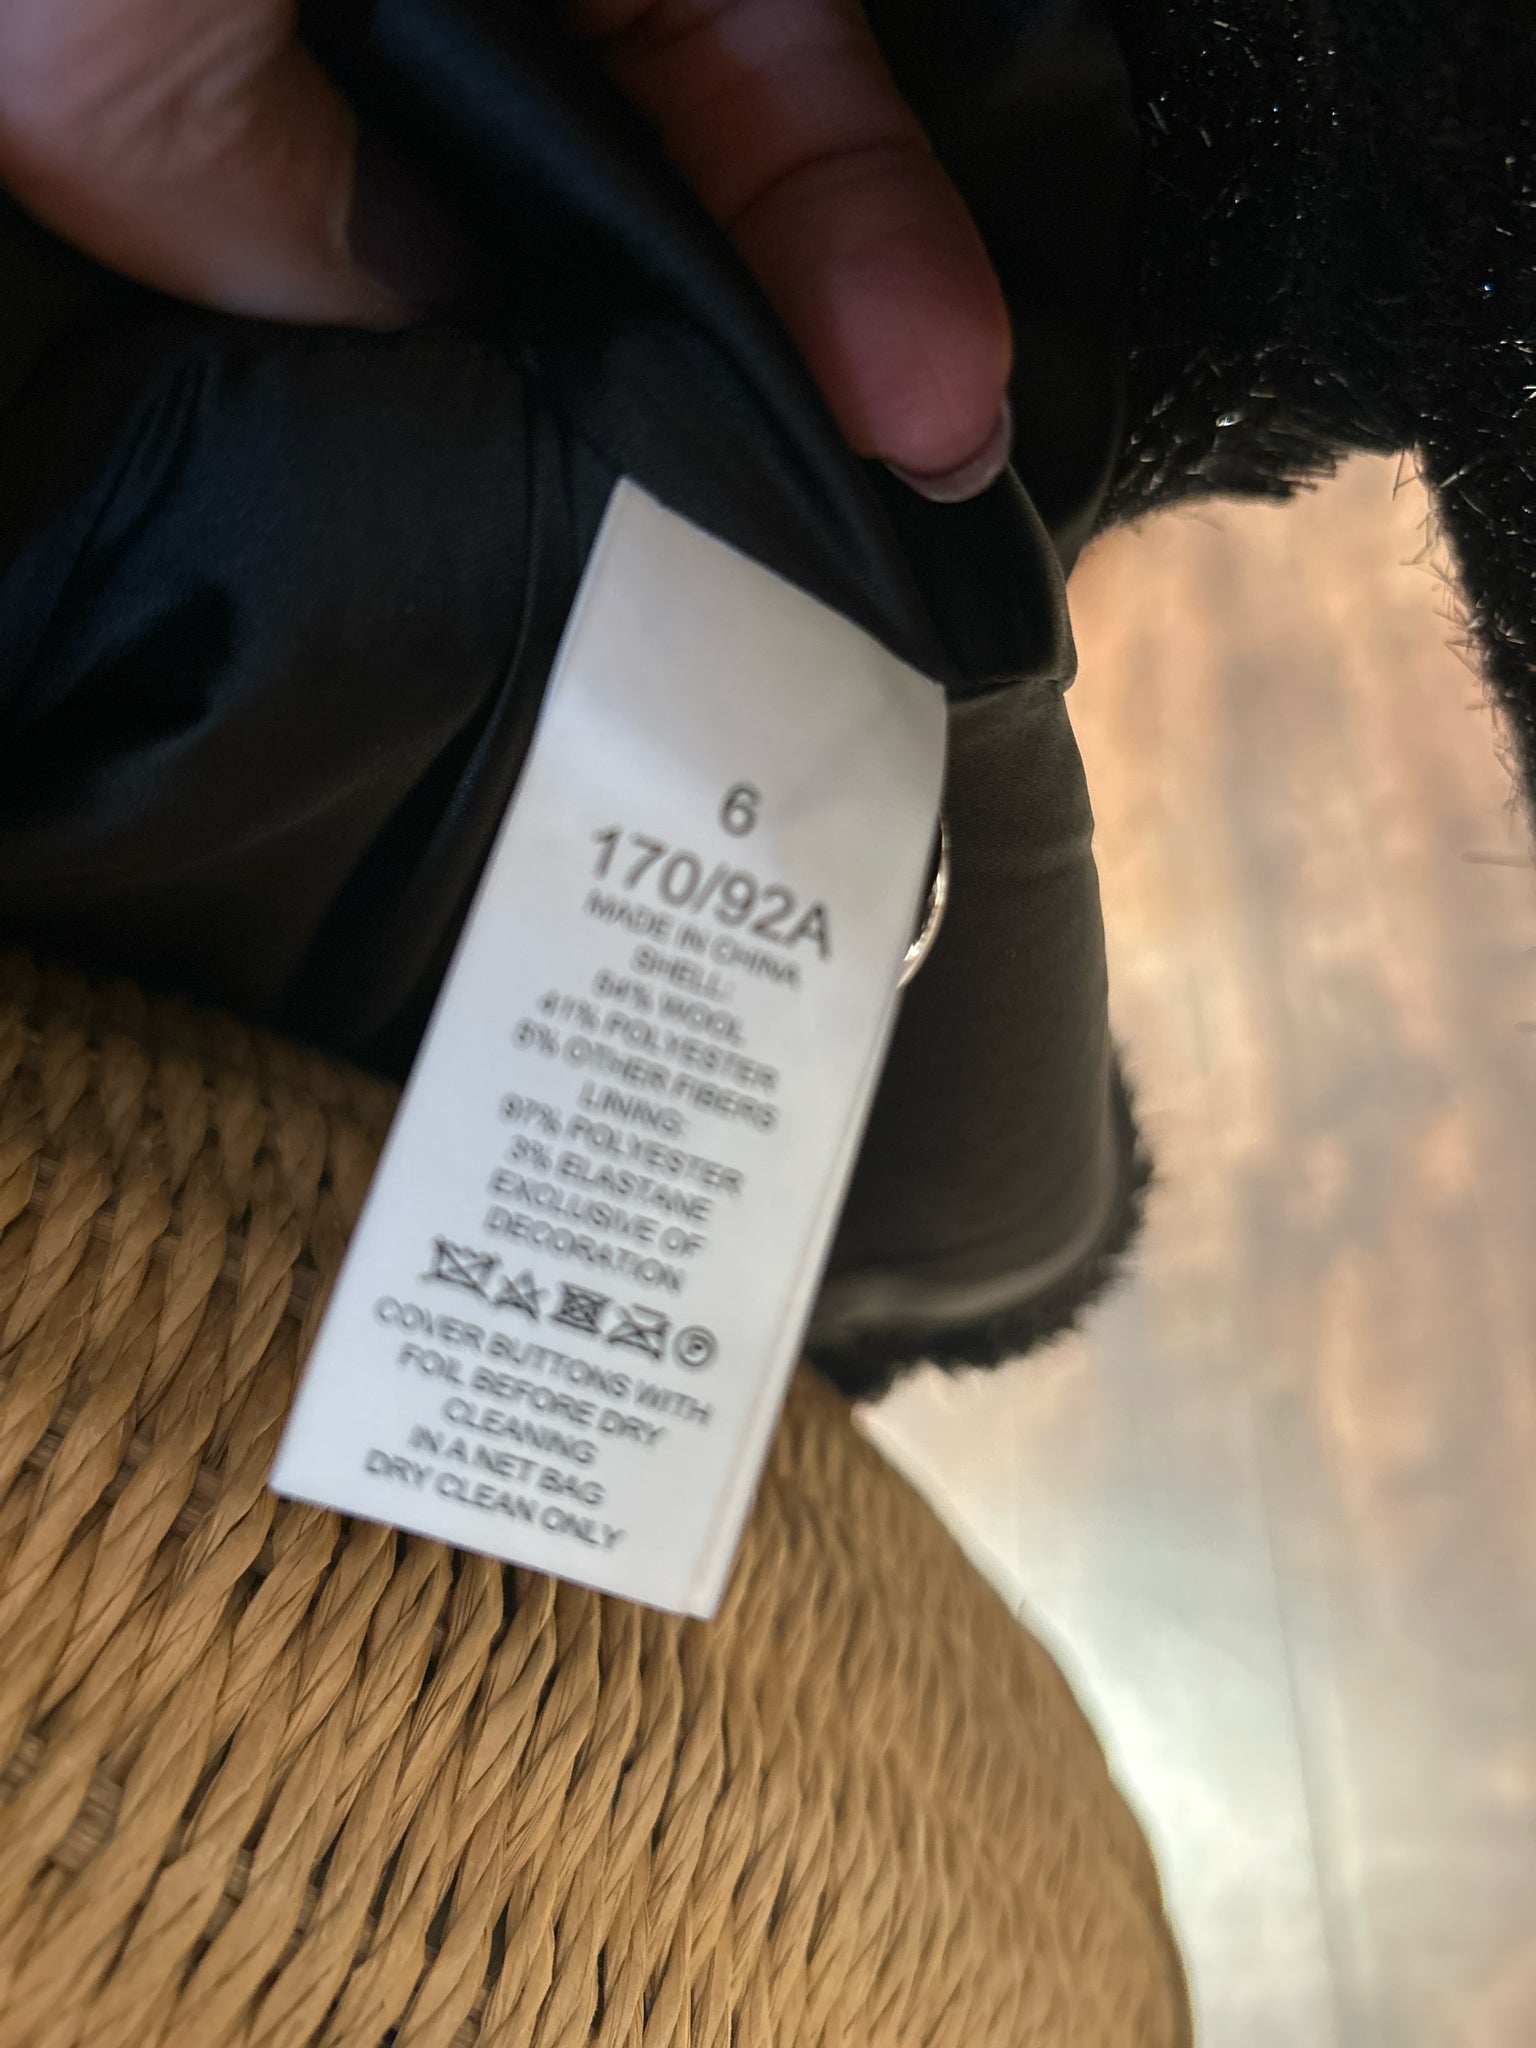 6
170/92A
MADE IN CHINA
SHELL:
54% WOOL
41% POLYESTER
5% OTHER FIBERS
LINING:
97% POLYESTER
3% ELASTANE
EXCLUSIVE OF
DECORATION
P
COVER BUTTONS WITH
FOIL BEFORE DRY
CLEANING
IN A NET BAG
DRY CLEAN ONLY